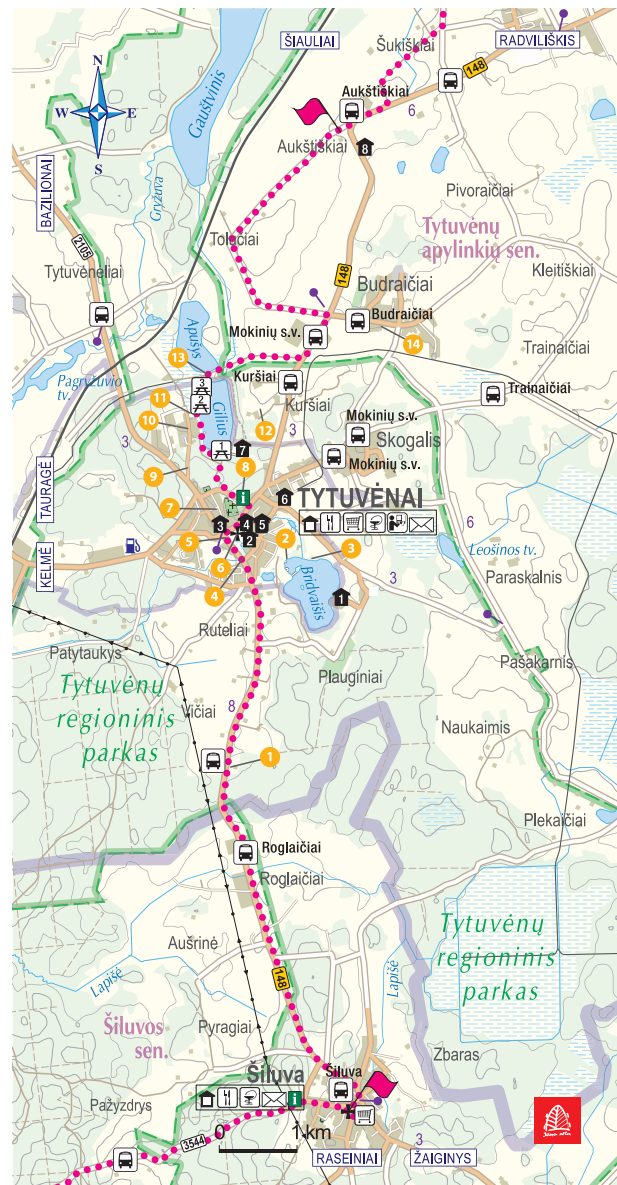 ŠIAULIAI
Šukiškiai
RADVILIŠKIS
N
W
E
S
148
Aukštiškiai
6
Gauštvinis
Aukštiškiai
8
BAZILIONAI
Gryžuva
Pivoraičiai
2105
Toločiai
Tytuvėnų
apylinkių sen.
148
Kleitiškiai
Tytuvėneliai
Budraičiai
Apušys
Budraičiai
Mokinių s.v.
14
Trainaičiai
13
Pagryžuvio
tv.
3
Kuršiai
Trainaičiai
11
2
Gilius
Kuršiai
10
12
Mokinių s.v.
3
3
1
7
Skogalis
TAURAGĖ
9
8
Mokinių s.v.
6
7
i
TYTUVĖNAI
6
3
4
5
5
2
2
3
Leošinos tv.
KELMĖ
6
Bridvaišis
3
Paraskalnis
4
1
Ruteliai
Patytaukys
Plauginiai
Pašakarnis
Tytuvėnų
regioninis
parkas
Vičiai
8
Naukaimis
1
Plekaičiai
Roglaičiai
Roglaičiai
Tytuvėnų
regioninis
parkas
Aušrinė
Lapišė
148
Lapišė
Šiluvos
sen.
Pyragiai
Zbaras
Šiluva
Šiluva
Pažyzdrys
i
0
1 km
3544
3
RASEINIAI
ŽAIGINYS